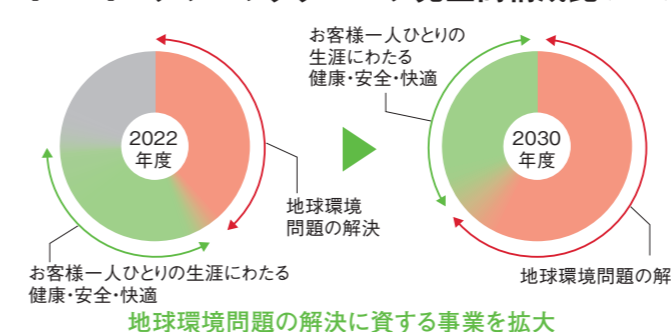 お客様一人ひとりの
生涯にわたる
健康・安全・快適
2022
年度
2030
年度
地球環境
問題の解決
お客様一人ひとりの生涯にわたる
健康・安全・快適
地球環境問題の解
地球環境問題の解決に資する事業を拡大